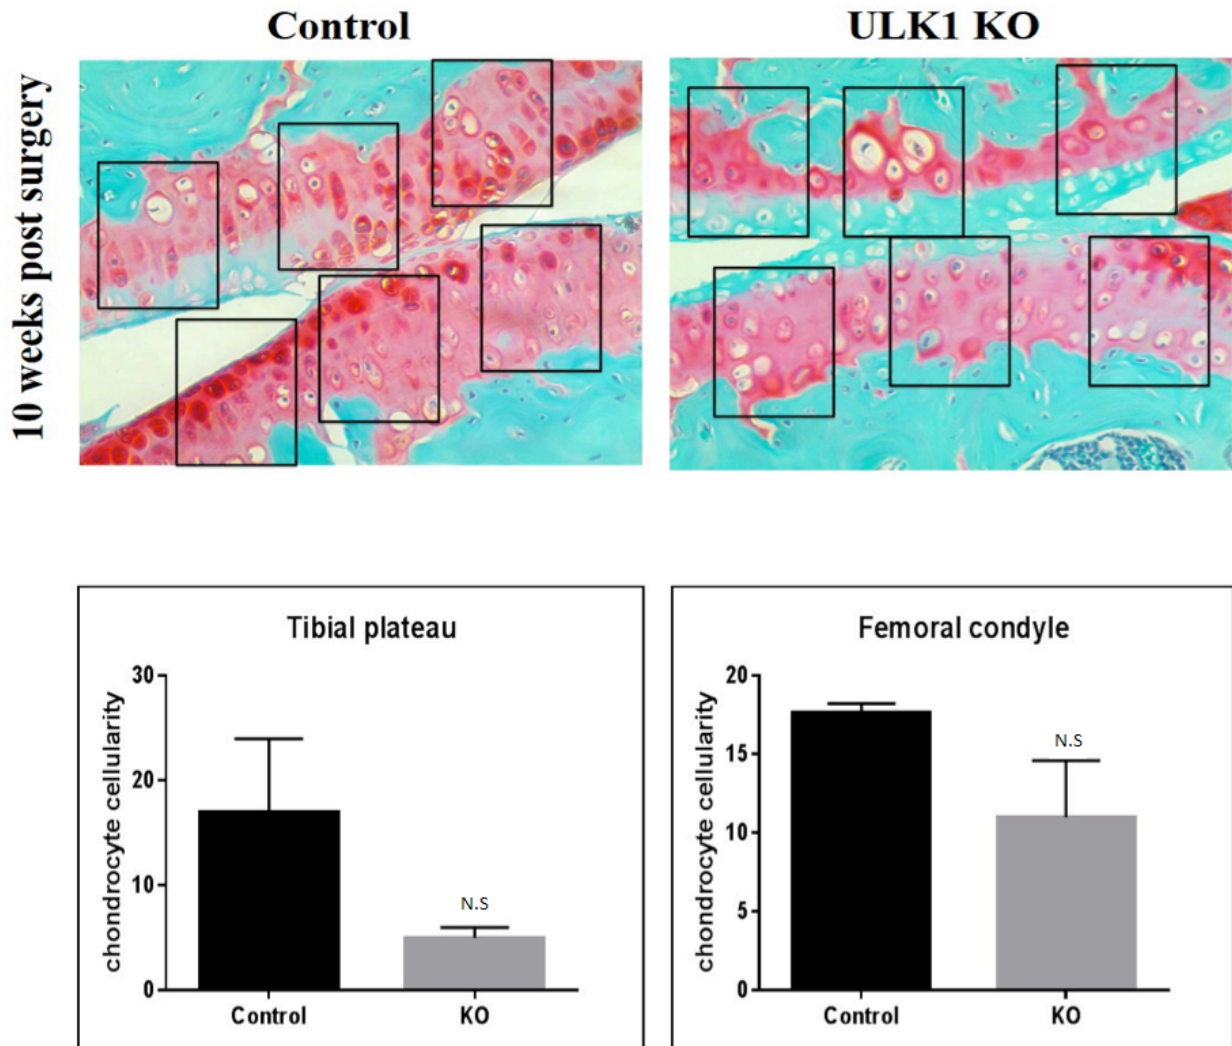 Control
ULK1 KO
10 weeks post surgery
Tibial plateau
chondrocyte cellularity
30
20
10
0
N.S
Control
KO
Femoral condyle
chondrocyte cellularity
20
15
10
5
0
N.S
Control
KO